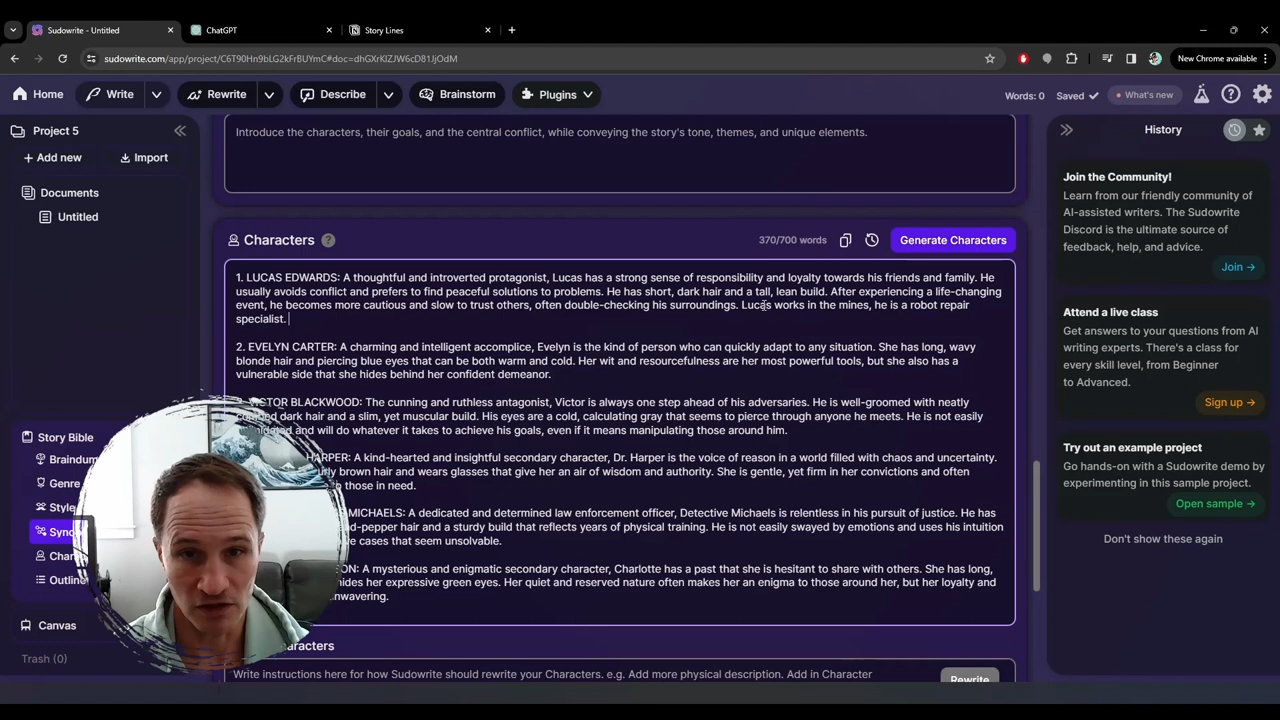 Sudowrite - Untitled
ChatGPT
Story Lines
sudowrite.com/app/project/
New Chrome available
Home
Write
Rewrite
Describe
Brainstorm
Plugins
Words: 0
Saved
What's new
Project 5
Add new
Import
Documents
Untitled
Story Bible
Genre
Canvas
Trash (0)
Introduce the characters, their goals, and the central conflict, while conveying the story's tone, themes, and unique elements.
Characters
370/700 words
Generate Characters
1. LUCAS EDWARDS: A thoughtful and introverted protagonist, Lucas has a strong sense of responsibility and loyalty towards his friends and family. He
usually avoids conflict and prefers to find peaceful solutions to problems. He has short, dark hair and a tall, lean build. After experiencing a life-changing
event, he becomes more cautious and slow to trust others, often double-checking his surroundings. Lucas works in the mines, he is a robot repair
specialist.
2. EVELYN CARTER: A charming and intelligent accomplice, Evelyn is the kind of person who can quickly adapt to any situation. She has long, wavy
blonde hair and piercing blue eyes that can be both warm and cold. Her wit and resourcefulness are her most powerful tools, but she also has a
vulnerable side that she hides behind her confident demeanor.
BLACKWOOD: The cunning and ruthless antagonist, Victor is always one step ahead of his adversaries. He is well-groomed with neatly
dark hair and a slim, yet muscular build. His eyes are a cold, calculating gray that seems to pierce through anyone he meets. He is not easily
and will do whatever it takes to achieve his goals, even if it means manipulating those around him.
HARPER: A kind-hearted and insightful secondary character, Dr. Harper is the voice of reason in a world filled with chaos and uncertainty.
brown hair and wears glasses that give her an air of wisdom and authority. She is gentle, yet firm in her convictions and often
those in need.
MICHAELS: A dedicated and determined law enforcement officer, Detective Michaels is relentless in his pursuit of justice. He has
hair and a sturdy build that reflects years of physical training. He is not easily swayed by emotions and uses his intuition
cases that seem unsolvable.
A mysterious and enigmatic secondary character, Charlotte has a past that she is hesitant to share with others. She has long,
hides her expressive green eyes. Her quiet and reserved nature often makes her an enigma to those around her, but her loyalty and
Write instructions here for how Sudowrite should rewrite your Characters. e.g. Add more physical description. Add in Character
Rewrite
History
Join the Community!
Learn from our friendly community of
AI-assisted writers. The Sudowrite
Discord is the ultimate source of
feedback, help, and advice.
Join →
Attend a live class
Get answers to your questions from AI
writing experts. There's a class for
every skill level, from Beginner
to Advanced.
Sign up →
Try out an example project
Go hands-on with a Sudowrite demo by
experimenting in this sample project.
Open sample →
Don't show these again